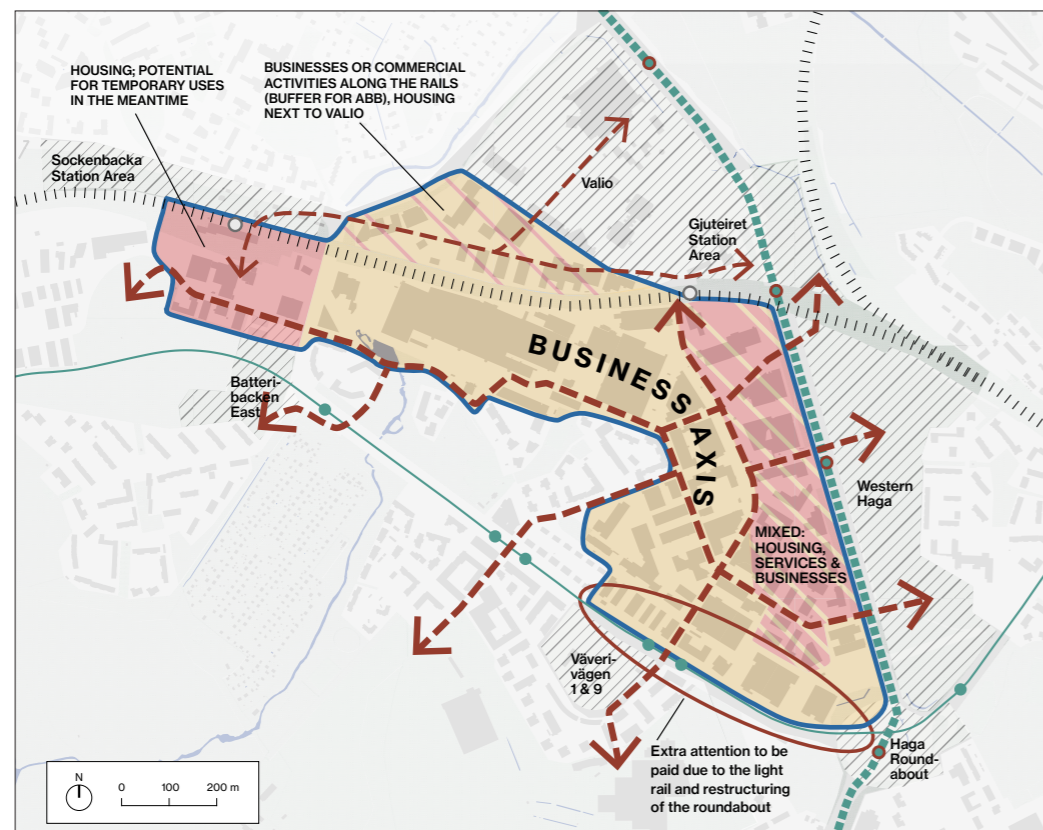 HOUSING; POTENTIAL
FOR TEMPORARY USES
IN THE MEANTIME
BUSINESSES OR COMMERCIAL
ACTIVITIES ALONG THE RAILS
(BUFFER FOR ABB), HOUSING
NEXT TO VALIO
Sockenbacka
Station Area
Valio
Gjuteiret
Station
Area
BUSINESS AXIS
Batteri-
backen
East
Western
Haga
MIXED:
HOUSING,
SERVICES &
BUSINESSES
Väveri-
vägen
1 & 9
Extra attention to be
paid due to the light
rail and restructuring
of the roundabout
Haga
Round-
about
N
0 100 200 m